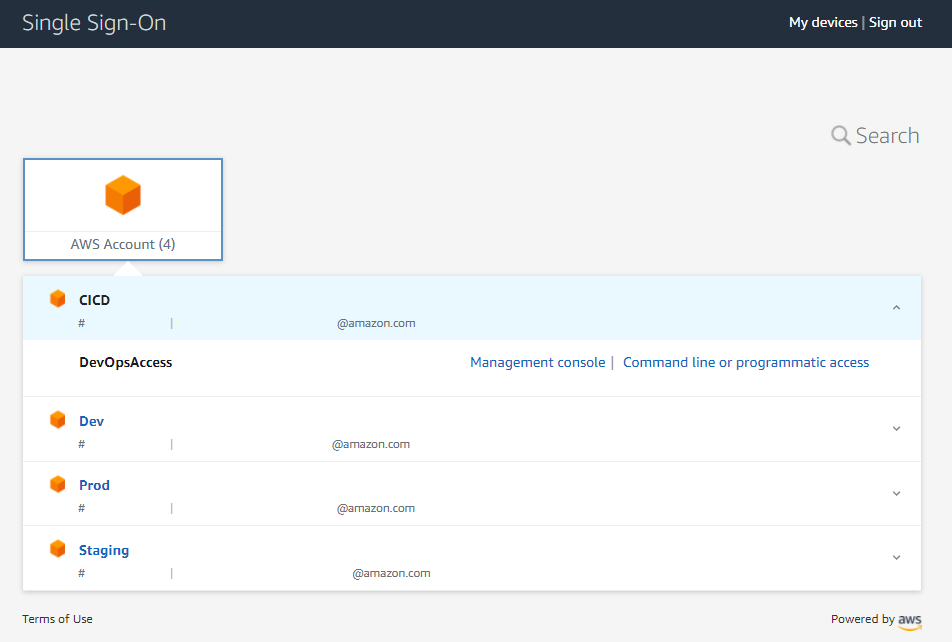 Single Sign-On
My devices | Sign out
Search
AWS Account (4)
CICD
# | @amazon.com
DevOpsAccess Management console | Command line or programmatic access
Dev
# | @amazon.com
Prod
# | @amazon.com
Staging
# | @amazon.com
Terms of Use
Powered by aws